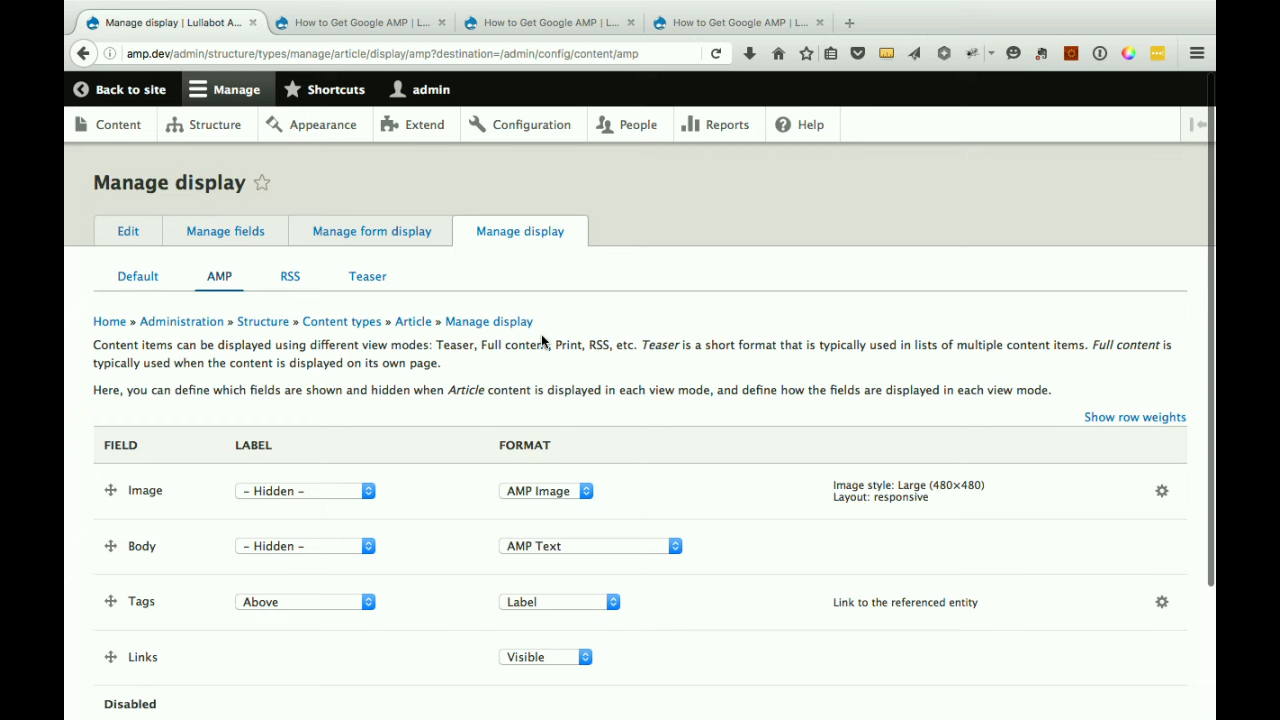 Manage display | Lullabot A...
How to Get Google AMP | L...
How to Get Google AMP | L...
How to Get Google AMP | L...
amp.dev/admin/structure/types/manage/article/display/amp?destination=/admin/config/content/amp
Back to site
Manage
Shortcuts
admin
Content
Structure
Appearance
Extend
Configuration
People
Reports
Help
Manage display
Edit
Manage fields
Manage form display
Manage display
Default
AMP
RSS
Teaser
Home » Administration » Structure » Content types » Article » Manage display
Content items can be displayed using different view modes: Teaser, Full content, Print, RSS, etc. Teaser is a short format that is typically used in lists of multiple content items. Full content is
typically used when the content is displayed on its own page.
Here, you can define which fields are shown and hidden when Article content is displayed in each view mode, and define how the fields are displayed in each view mode.
Show row weights
FIELD LABEL FORMAT
Image - Hidden - AMP Image Image style: Large (480×480)
Layout: responsive
Body - Hidden - AMP Text
Tags Above Label Link to the referenced entity
Links Visible
Disabled